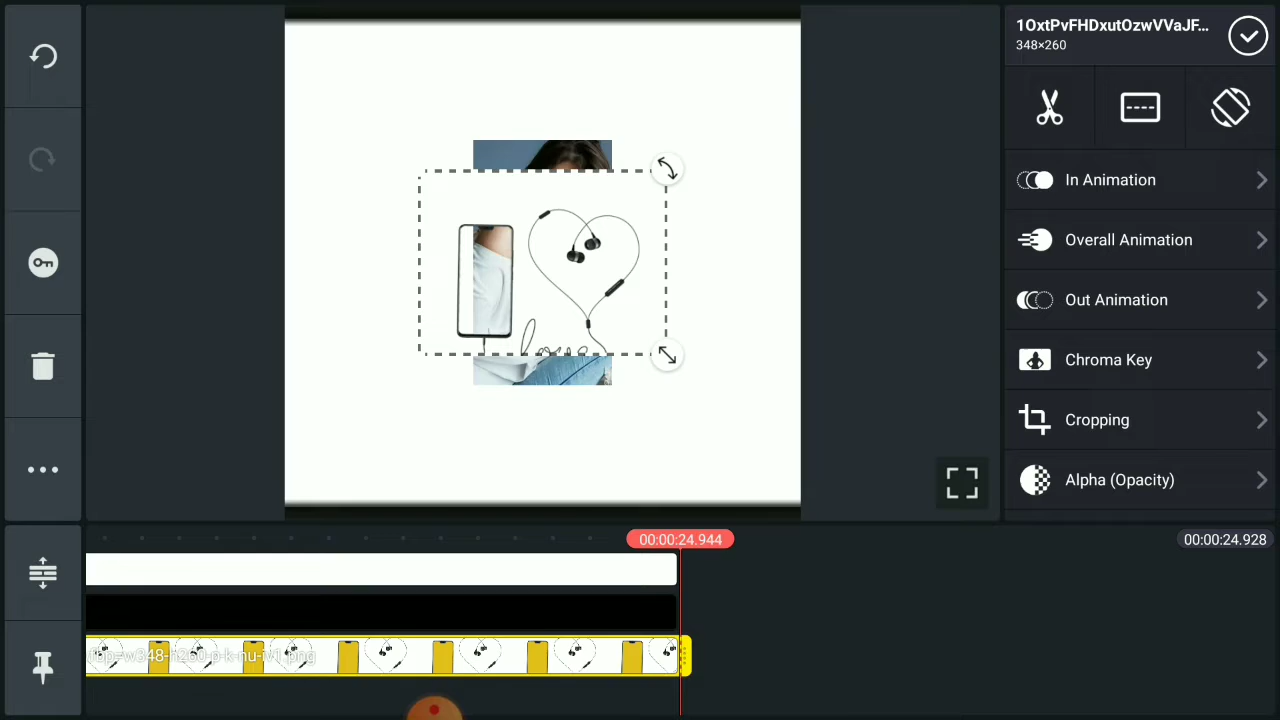 1OxtPvFHDxutOzwVVaJF...
348×260
In Animation
Overall Animation
Out Animation
Chroma Key
Cropping
Alpha (Opacity)
love
00:00:24.944
00:00:24.928